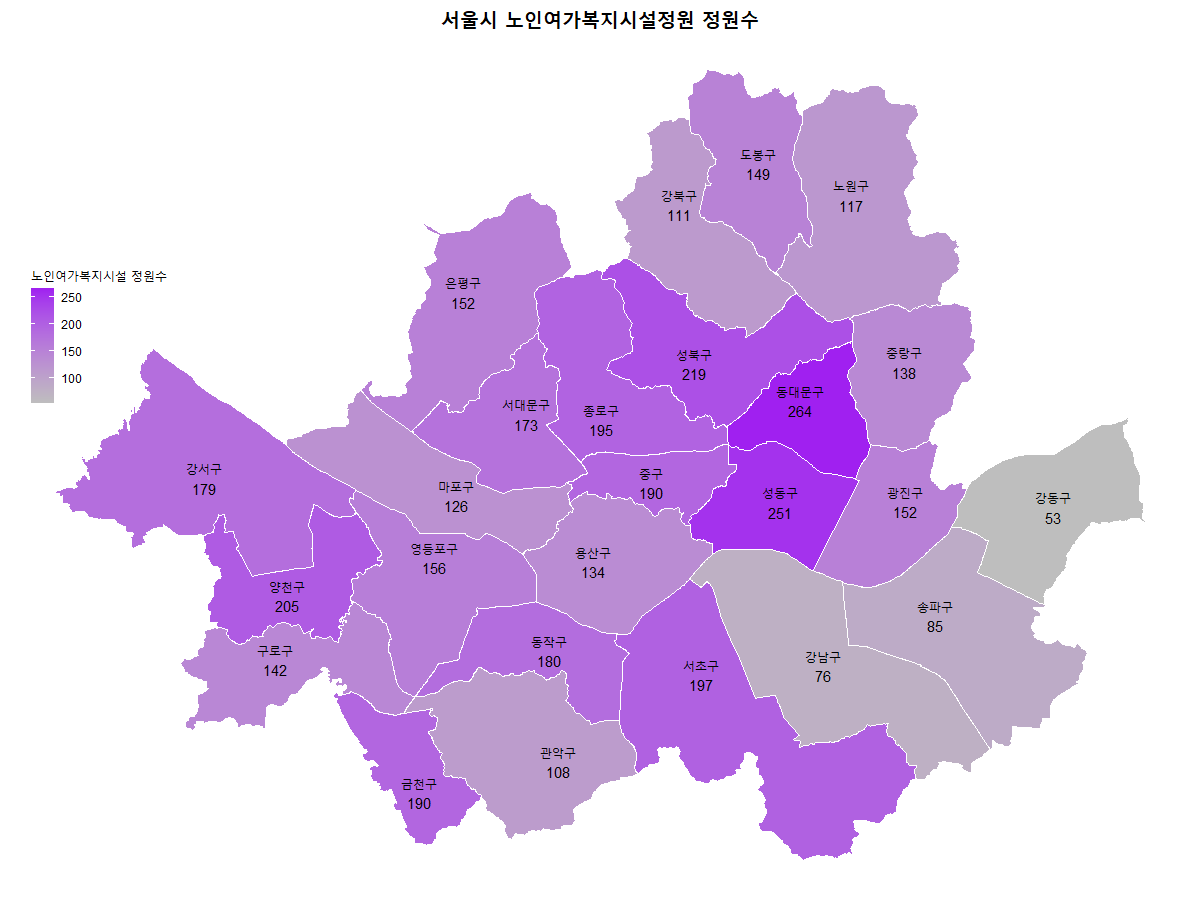 서울시 노인여가복지시설정원 정원수
도봉구
149
노원구
117
강북구
111
은평구
152
노인여가복지시설 정원수
250
200
150
100
성북구
219
중랑구
138
동대문구
264
서대문구
173
종로구
195
강서구
179
마포구
126
중구
190
성동구
251
광진구
152
강동구
53
영등포구
156
용산구
134
양천구
205
송파구
85
구로구
142
동작구
180
서초구
197
강남구
76
관악구
108
금천구
190